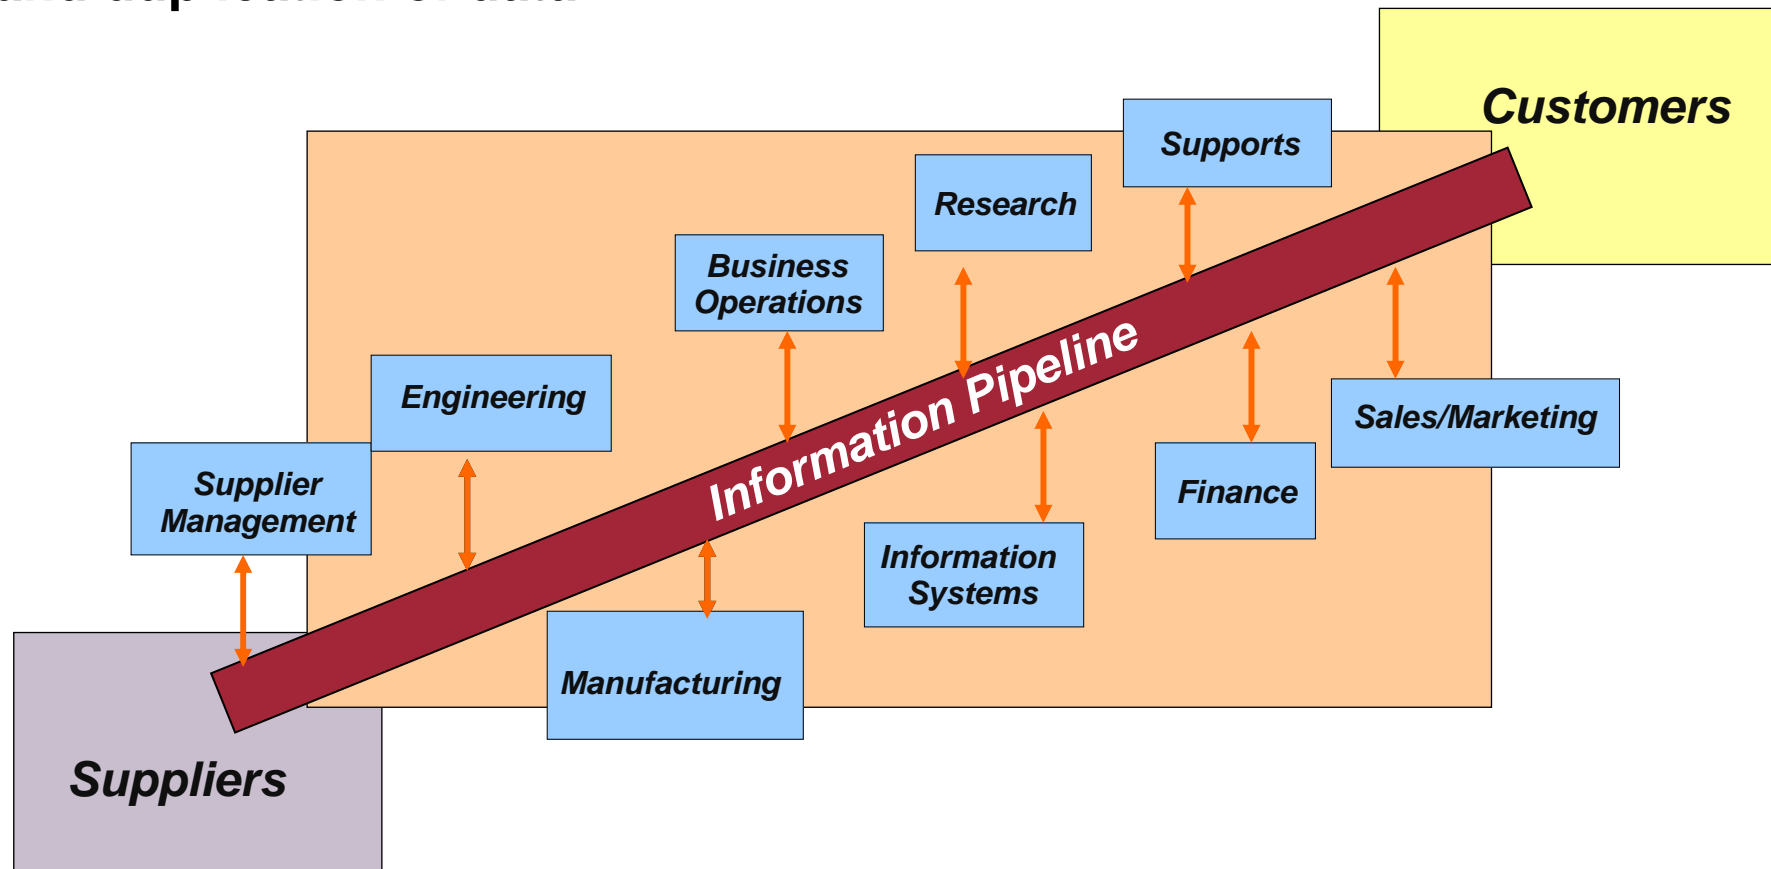 Customers
Supports
Research
Business
Operations
Information Pipeline
Engineering
Sales/Marketing
Supplier
Management
Finance
Information
Systems
Manufacturing
Suppliers